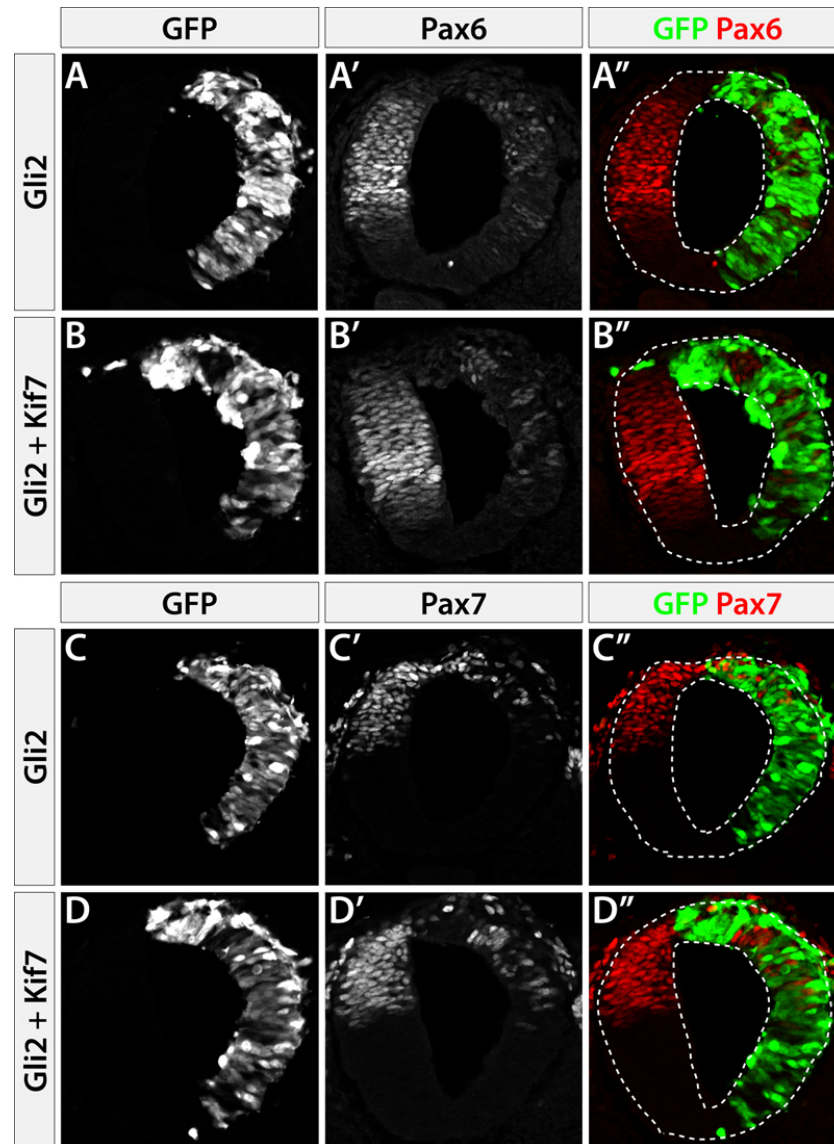 GFP Pax6 GFP Pax6
Gli2
A A′ A″
Gli2 + Kif7
B B′ B″
GFP Pax7 GFP Pax7
Gli2
C C′ C″
Gli2 + Kif7
D D′ D″